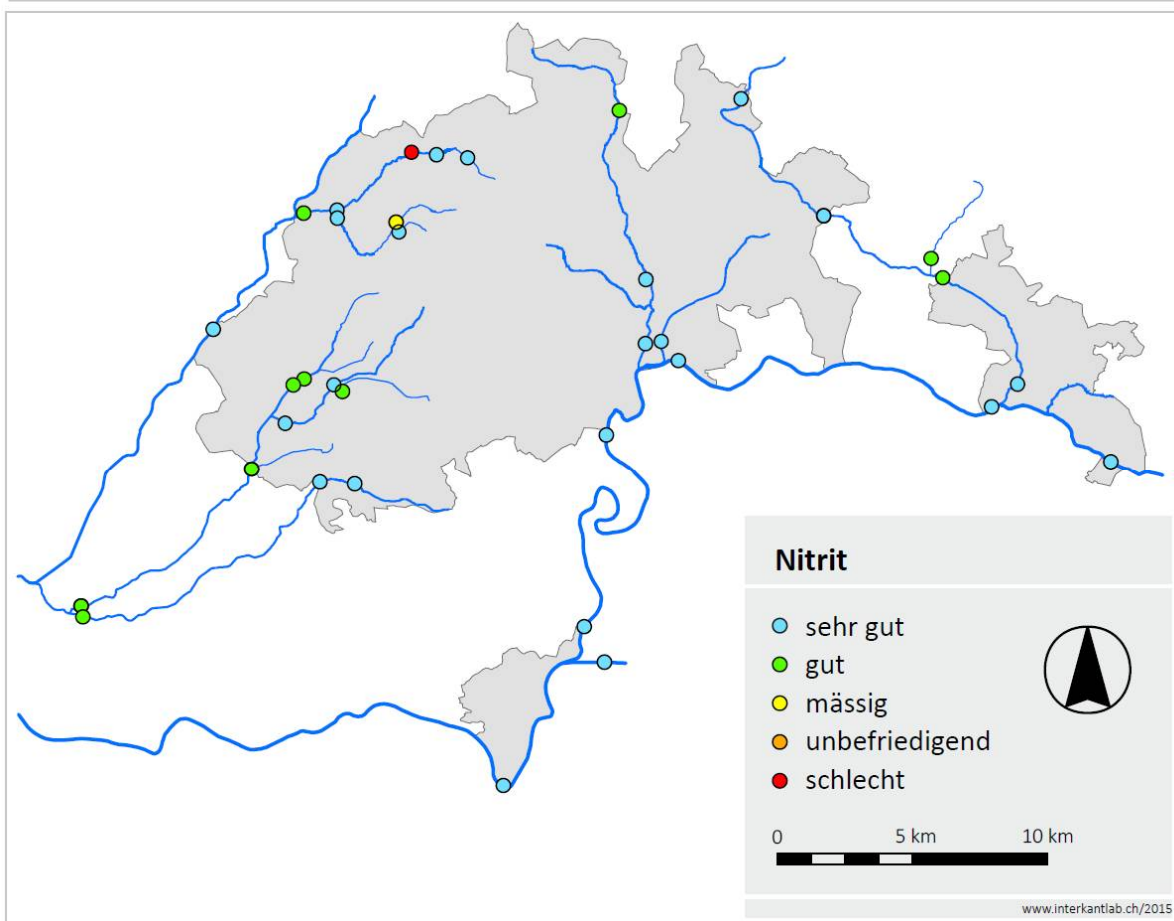 Nitrit
sehr gut
gut
mässig
unbefriedigend
schlecht
0 5 km 10 km
www.interkantlab.ch/2015